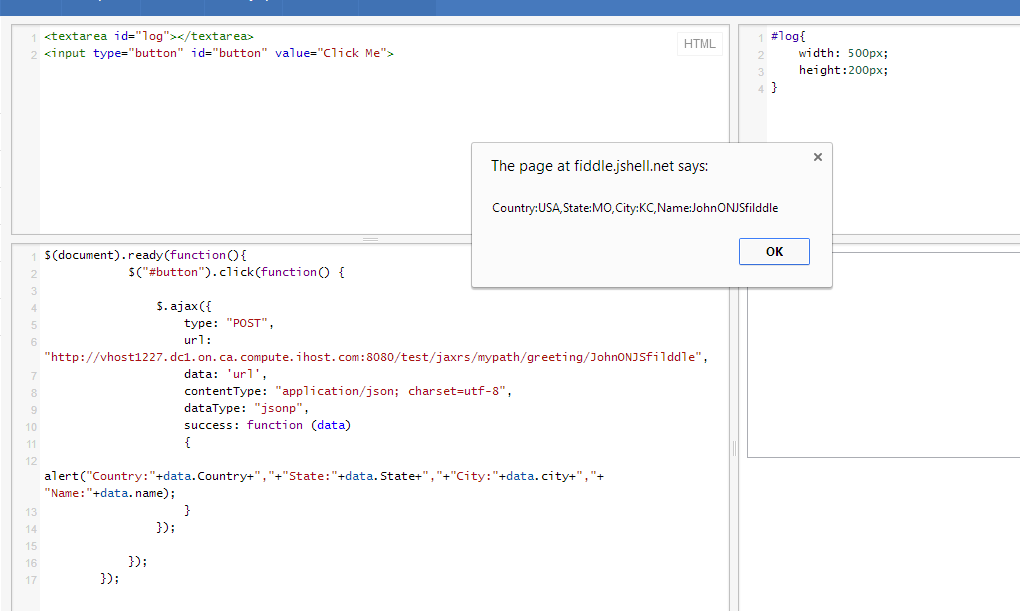 1 <textarea id="log"></textarea>
2 <input type="button" id="button" value="Click Me">
HTML
1 #log{
2 width: 500px;
3 height:200px;
4 }
The page at fiddle.jshell.net says:
Country:USA,State:MO,City:KC,Name:JohnONJSfilddle
OK
1 $(document).ready(function(){
2 $("#button").click(function() {
3
4 $.ajax({
5 type: "POST",
6 url:
"http://vhost1227.dc1.on.ca.compute.ihost.com:8080/test/jaxrs/mypath/greeting/JohnONJSfilddle",
7 data: 'url',
8 contentType: "application/json; charset=utf-8",
9 dataType: "jsonp",
10 success: function (data)
11 {
12
alert("Country:"+data.Country+","+"State:"+data.State+","+"City:"+data.city+","+
"Name:"+data.name);
13 }
14 });
15
16 });
17 });